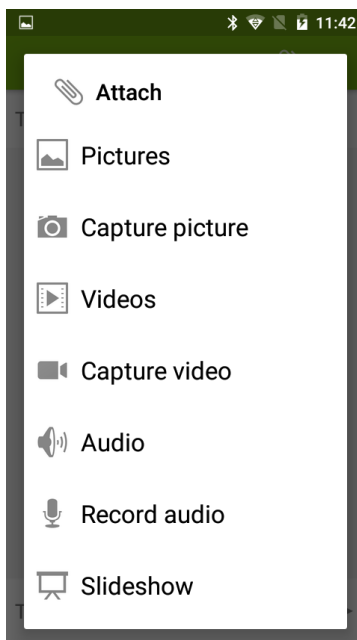 11:42
Attach
Pictures
Capture picture
Videos
Capture video
Audio
Record audio
Slideshow